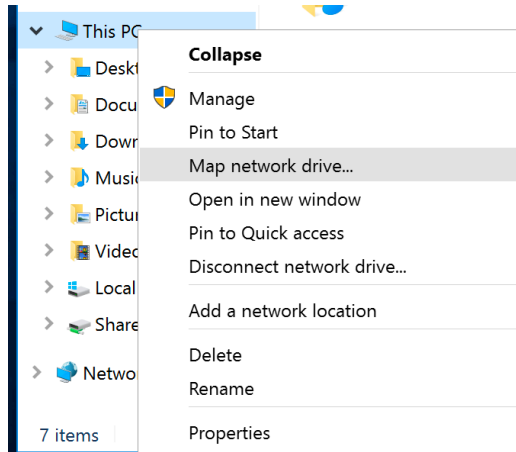 This PC
Collapse
Deskt
Manage
Docu
Pin to Start
Down
Map network drive...
Music
Open in new window
Pictur
Pin to Quick access
Video
Disconnect network drive...
Local
Add a network location
Share
Delete
Netwo
Rename
7 items
Properties